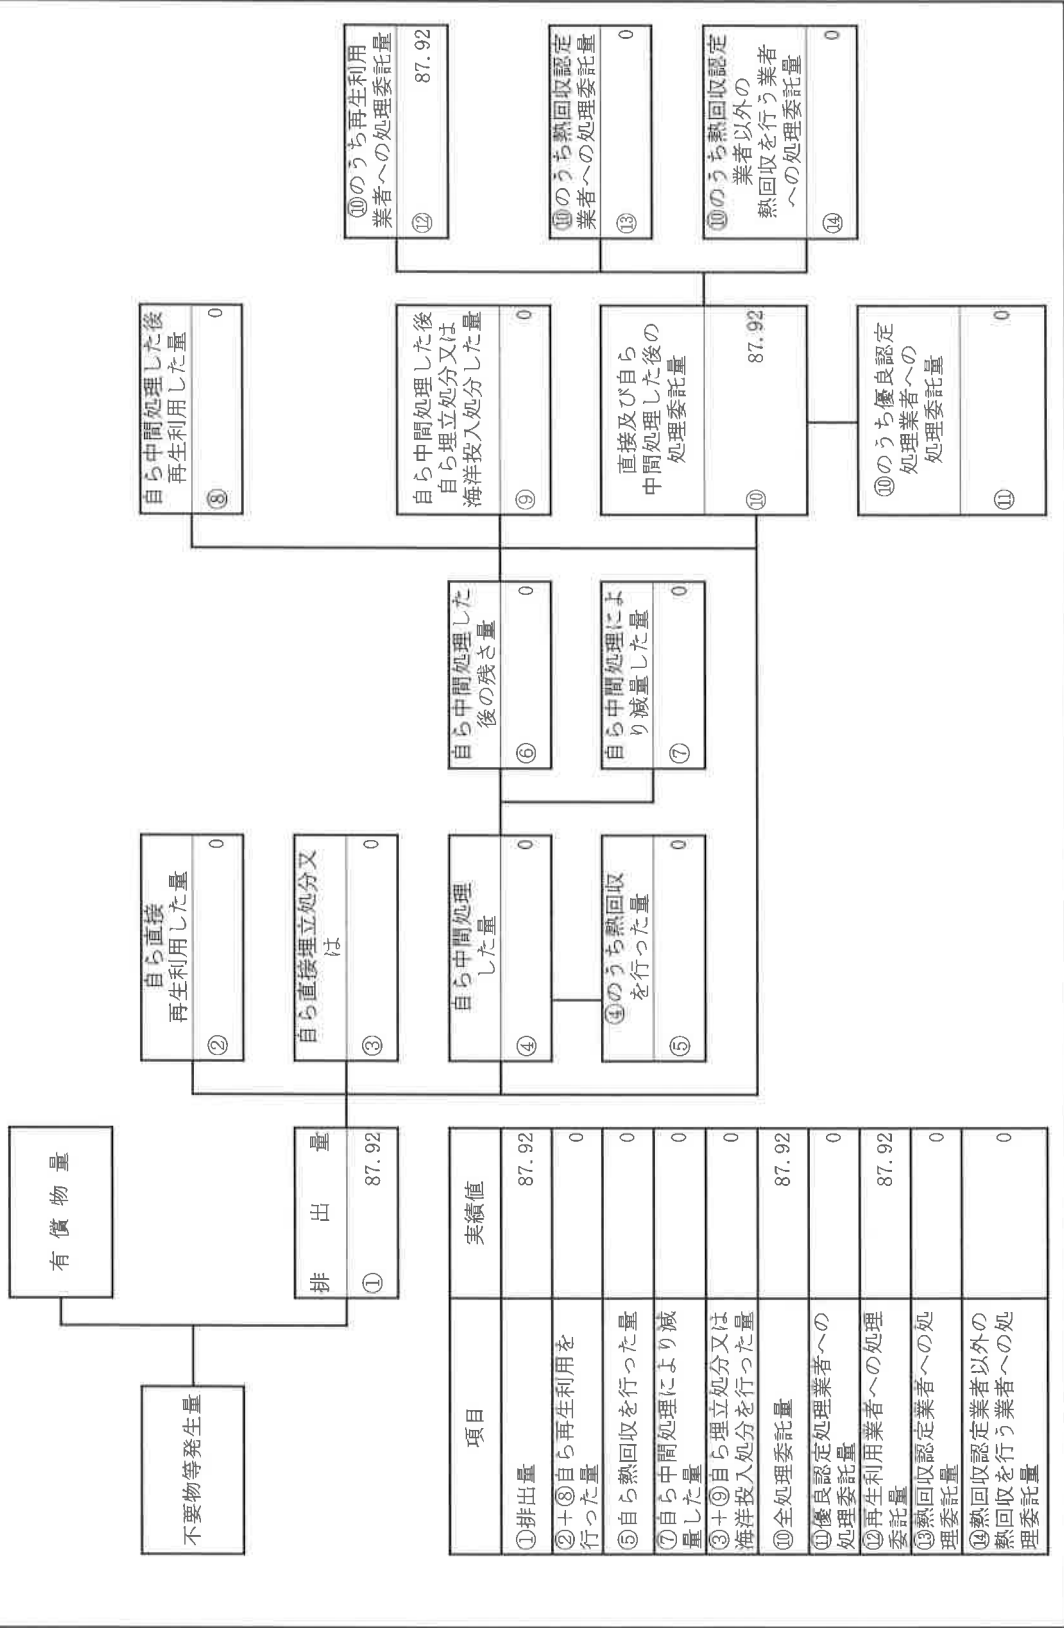 有償物量
不要物等発生量
排出量
① 87.92
自ら直接
再生利用した量
② 0
自ら直接埋立処分又
は
③ 0
自ら中間処理
した量
④ 0
④のうち熱回収
を行った量
⑤ 0
自ら中間処理した
後の残さ量
⑥ 0
自ら中間処理によ
り減量した量
⑦ 0
自ら中間処理した後
再生利用した量
⑧ 0
自ら中間処理した後
自ら埋立処分又は
海洋投入処分した量
⑨ 0
直接及び自ら
中間処理した後の
処理委託量
⑩ 87.92
⑩のうち優良認定
処理業者への
処理委託量
⑪ 0
⑩のうち再生利用
業者への処理委託量
⑫ 87.92
⑩のうち熱回収認定
業者への処理委託量
⑬ 0
⑩のうち熱回収認定
業者以外の
熱回収を行う業者
への処理委託量
⑭ 0
項目 実績値
①排出量 87.92
②+⑧自ら再生利用を
行った量 0
⑤自ら熱回収を行った量 0
⑦自ら中間処理により減
量した量 0
③+⑨自ら埋立処分又は
海洋投入処分を行った量 0
⑩全処理委託量 87.92
⑪優良認定処理業者への
処理委託量 0
⑫再生利用業者への処理
委託量 87.92
⑬熱回収認定業者への処
理委託量 0
⑭熱回収認定業者以外の
熱回収を行う業者への処
理委託量 0